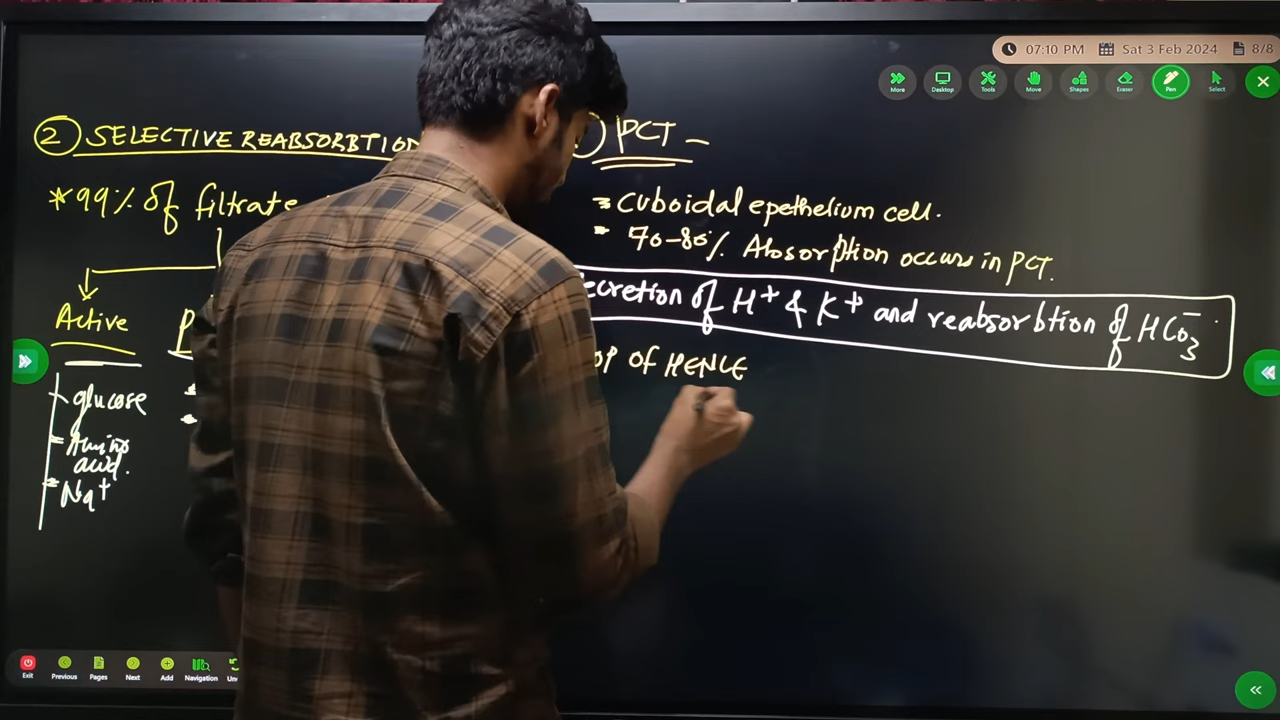 07:10 PM Sat 3 Feb 2024 8/8
More Desktop Tools Move Shapes Eraser Pen Select
② SELECTIVE REABSORBTION
*99% of filtrate
Active
glucose
Amino
acid.
Na+
PCT -
Cuboidal epethelium cell.
70-80% Absorption occurs in PCT.
ecretion of H+ & K+ and reabsorbtion of HCO3-
OP of HENLE
Exit Previous Pages Next Add Navigation